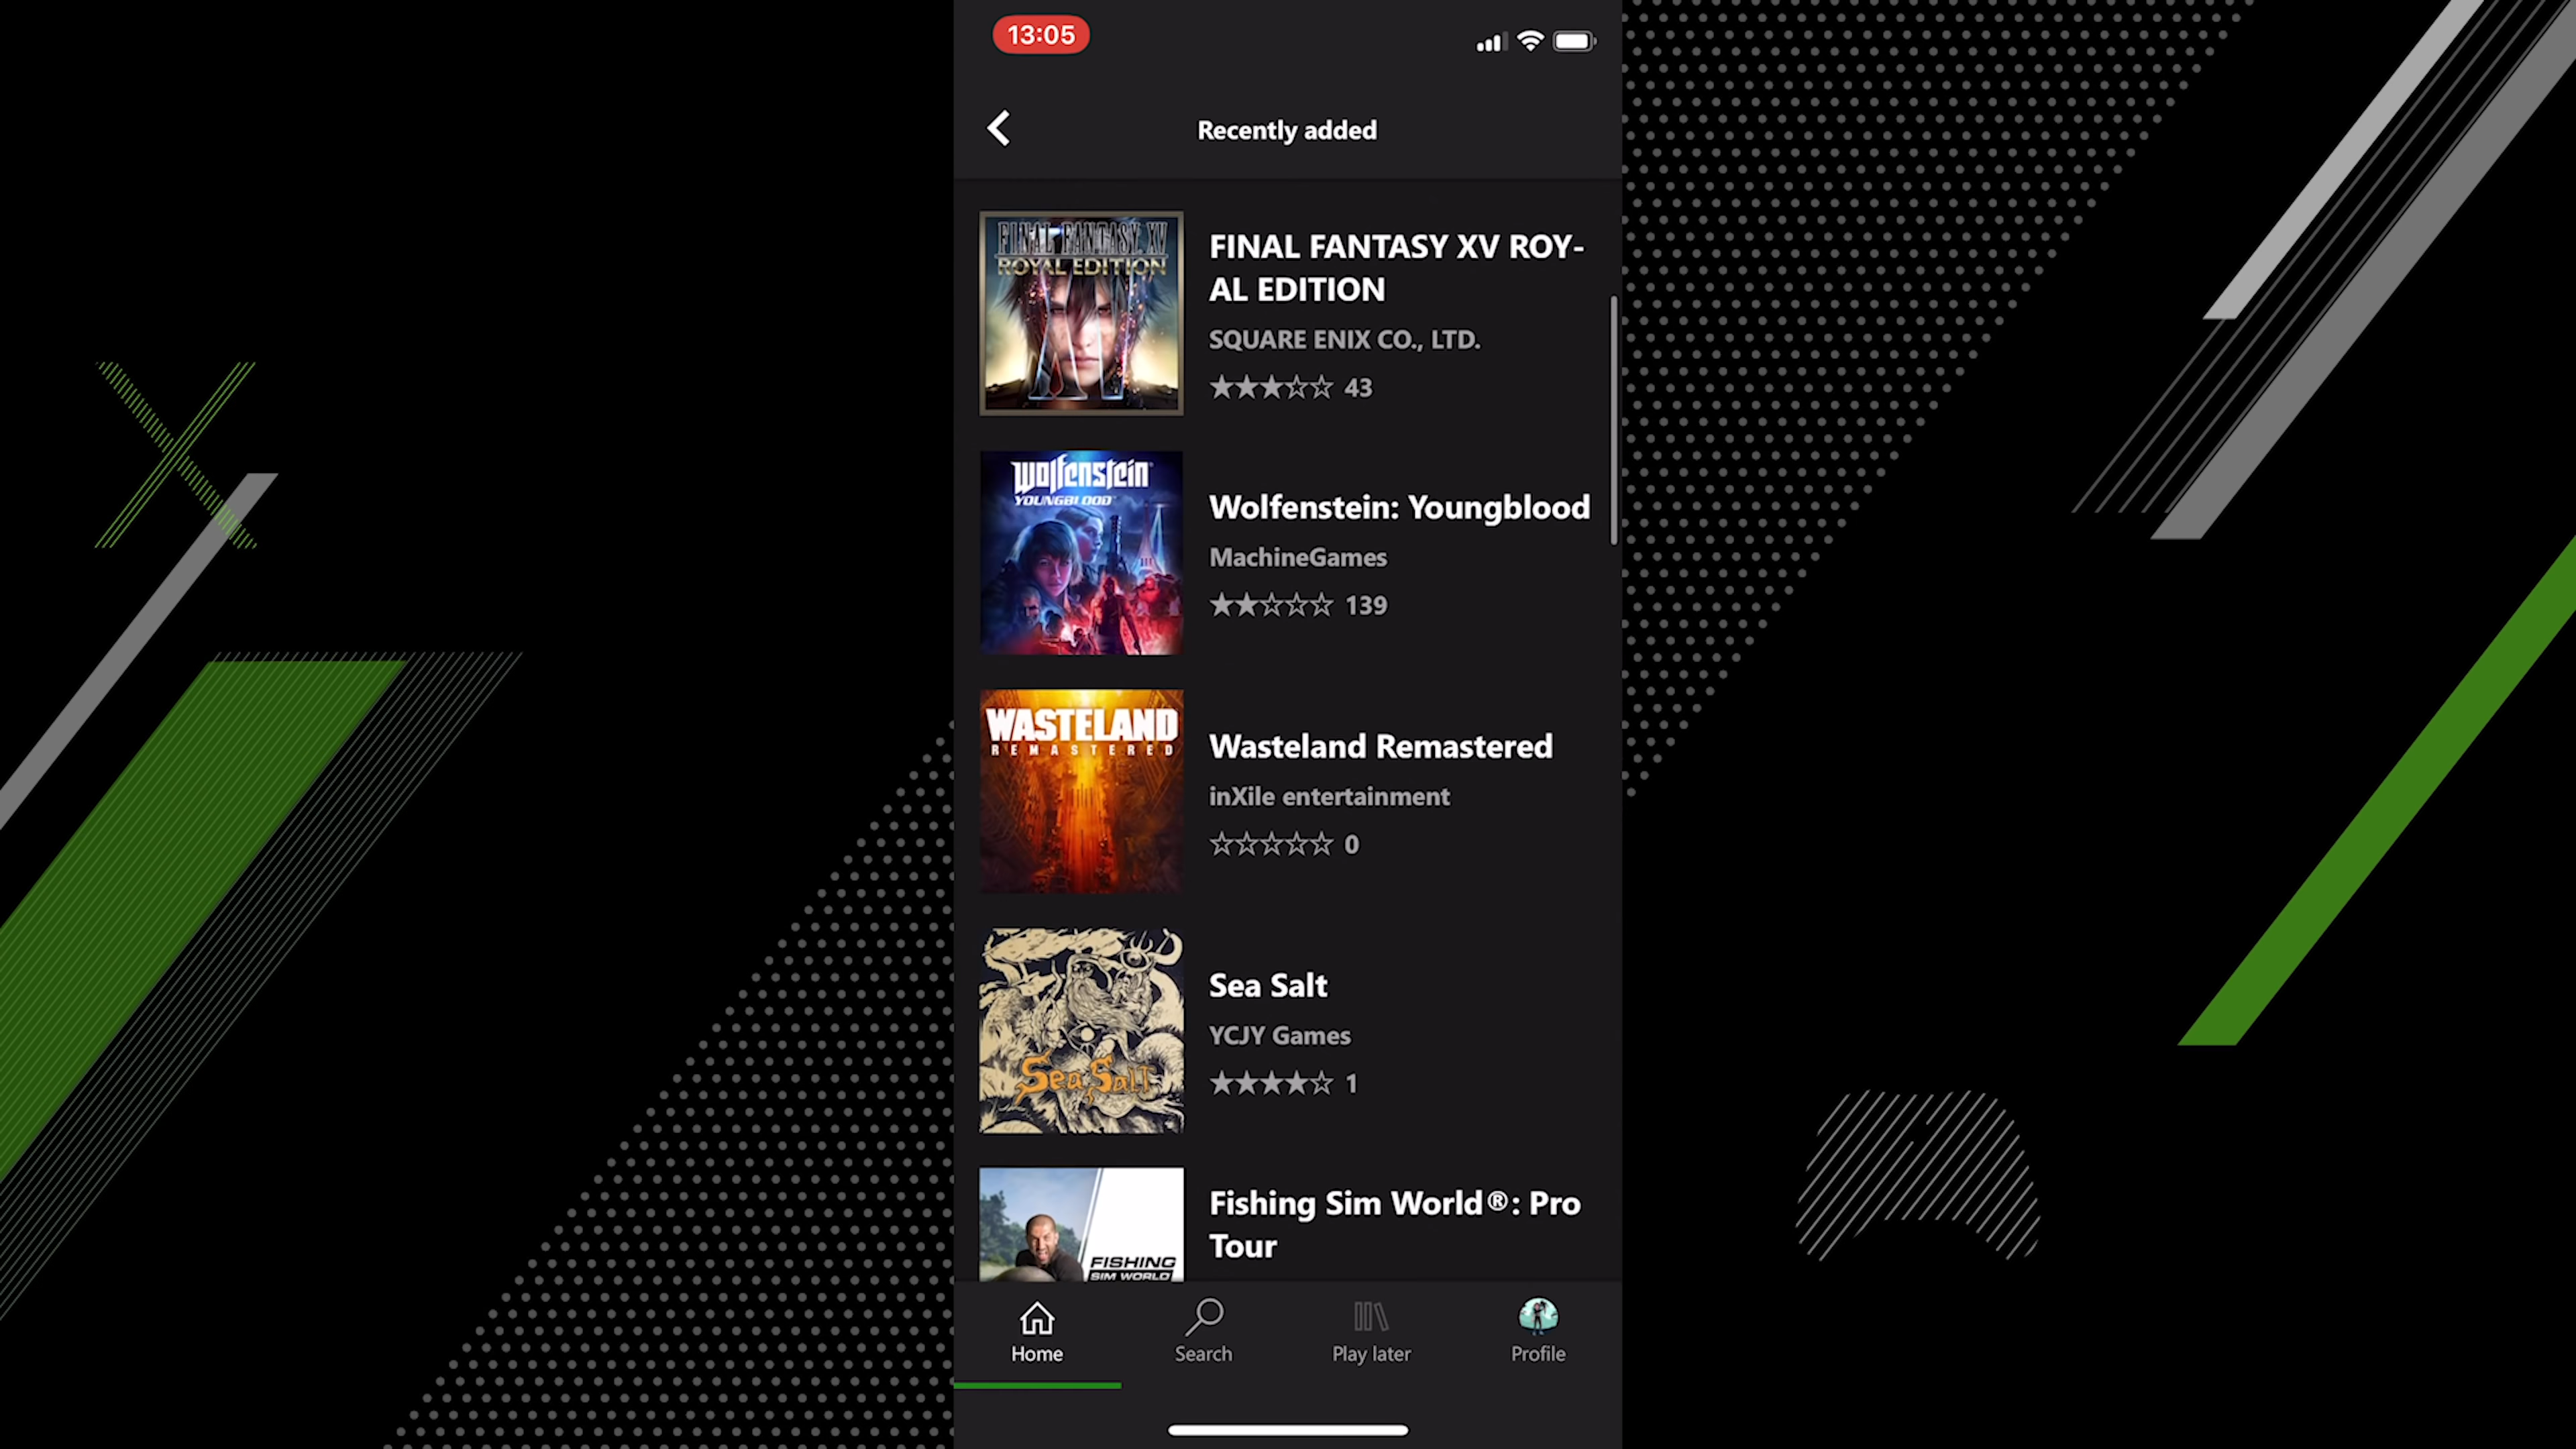 13:05
Recently added
FINAL FANTASY XV
ROYAL EDITION
FINAL FANTASY XV ROY-
AL EDITION
SQUARE ENIX CO., LTD.
43
Wolfenstein
YOUNGBLOOD
Wolfenstein: Youngblood
MachineGames
139
WASTELAND
REMASTERED
Wasteland Remastered
inXile entertainment
0
Sea Salt
Sea Salt
YCJY Games
1
FISHING
SIM WORLD
Fishing Sim World®: Pro
Tour
Home
Search
Play later
Profile